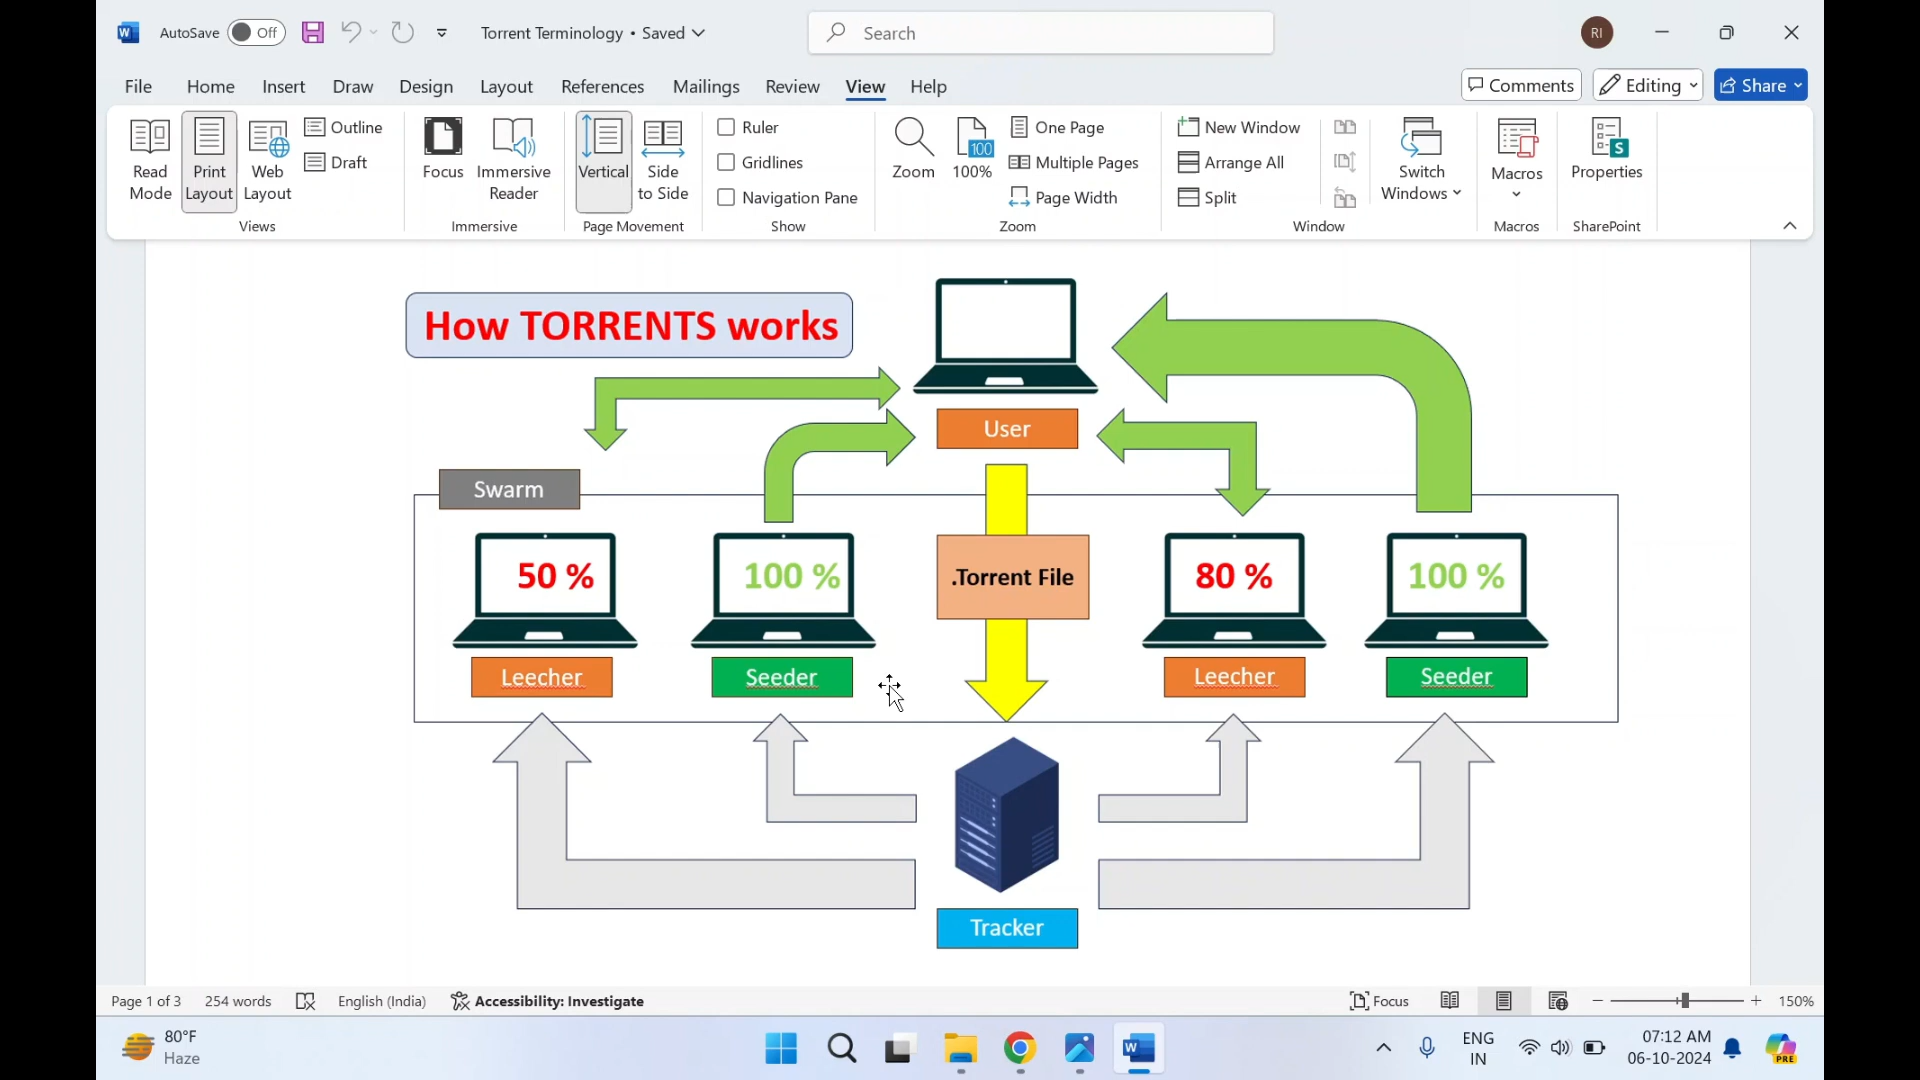 AutoSave Off Torrent Terminology • Saved Search RI
File Home Insert Draw Design Layout References Mailings Review View Help Comments Editing Share
Read Mode
Print Layout
Web Layout
Outline
Draft
Views
Focus
Immersive Reader
Immersive
Vertical
Side to Side
Page Movement
Ruler
Gridlines
Navigation Pane
Show
Zoom
100
100%
One Page
Multiple Pages
Page Width
Zoom
New Window
Arrange All
Split
Switch Windows
Window
Macros
Macros
S
Properties
SharePoint
How TORRENTS works
User
Swarm
50 %
100 %
.Torrent File
80 %
100 %
Leecher
Seeder
Leecher
Seeder
Tracker
Page 1 of 3 254 words English (India) Accessibility: Investigate Focus 150%
80°F
Haze
W
ENG
IN
07:12 AM
06-10-2024
PRE